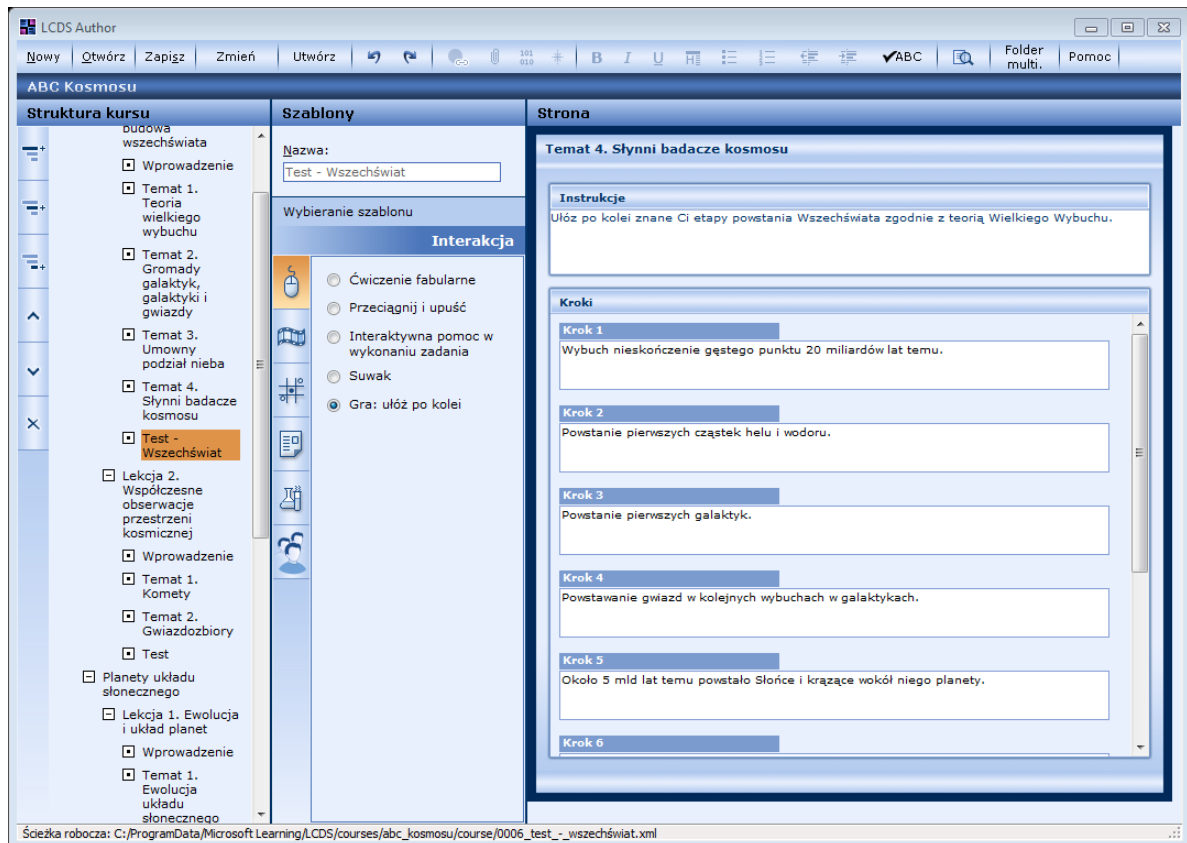 LCDS Author
Nowy Otwórz Zapisz Zmień Utwórz 101 010 B I U H ABC Folder multi. Pomoc
ABC Kosmosu
Struktura kursu
budowa
wszechświata
Wprowadzenie
Temat 1.
Teoria
wielkiego
wybuchu
Temat 2.
Gromady
galaktyk,
galaktyki i
gwiazdy
Temat 3.
Umowny
podział nieba
Temat 4.
Słynni badacze
kosmosu
Test -
Wszechświat
Lekcja 2.
Współczesne
obserwacje
przestrzeni
kosmicznej
Wprowadzenie
Temat 1.
Komety
Temat 2.
Gwiazdozbiory
Test
Planety układu
słonecznego
Lekcja 1. Ewolucja
i układ planet
Wprowadzenie
Temat 1.
Ewolucja
układu
słonecznego
Szablony
Nazwa:
Test - Wszechświat
Wybieranie szablonu
Interakcja
Ćwiczenie fabularne
Przeciągnij i upuść
Interaktywna pomoc w
wykonaniu zadania
Suwak
Gra: ułóż po kolei
Strona
Temat 4. Słynni badacze kosmosu
Instrukcje
Ułóz po kolei znane Ci etapy powstania Wszechświata zgodnie z teorią Wielkiego Wybuchu.
Kroki
Krok 1
Wybuch nieskończenie gęstego punktu 20 miliardów lat temu.
Krok 2
Powstanie pierwszych cząstek helu i wodoru.
Krok 3
Powstanie pierwszych galaktyk.
Krok 4
Powstawanie gwiazd w kolejnych wybuchach w galaktykach.
Krok 5
Około 5 mld lat temu powstało Słońce i krązące wokół niego planety.
Krok 6
Ścieżka robocza: C:/ProgramData/Microsoft Learning/LCDS/courses/abc_kosmosu/course/0006_test_-_wszechświat.xml